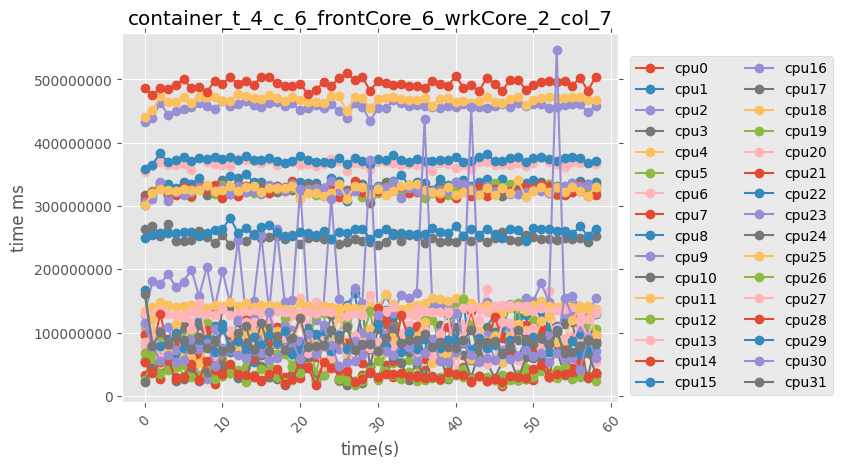 container_t_4_c_6_frontCore_6_wrkCore_2_col_7
time ms
500000000
400000000
300000000
200000000
100000000
0
0
10
20
30
40
50
60
time(s)
cpu0
cpu1
cpu2
cpu3
cpu4
cpu5
cpu6
cpu7
cpu8
cpu9
cpu10
cpu11
cpu12
cpu13
cpu14
cpu15
cpu16
cpu17
cpu18
cpu19
cpu20
cpu21
cpu22
cpu23
cpu24
cpu25
cpu26
cpu27
cpu28
cpu29
cpu30
cpu31